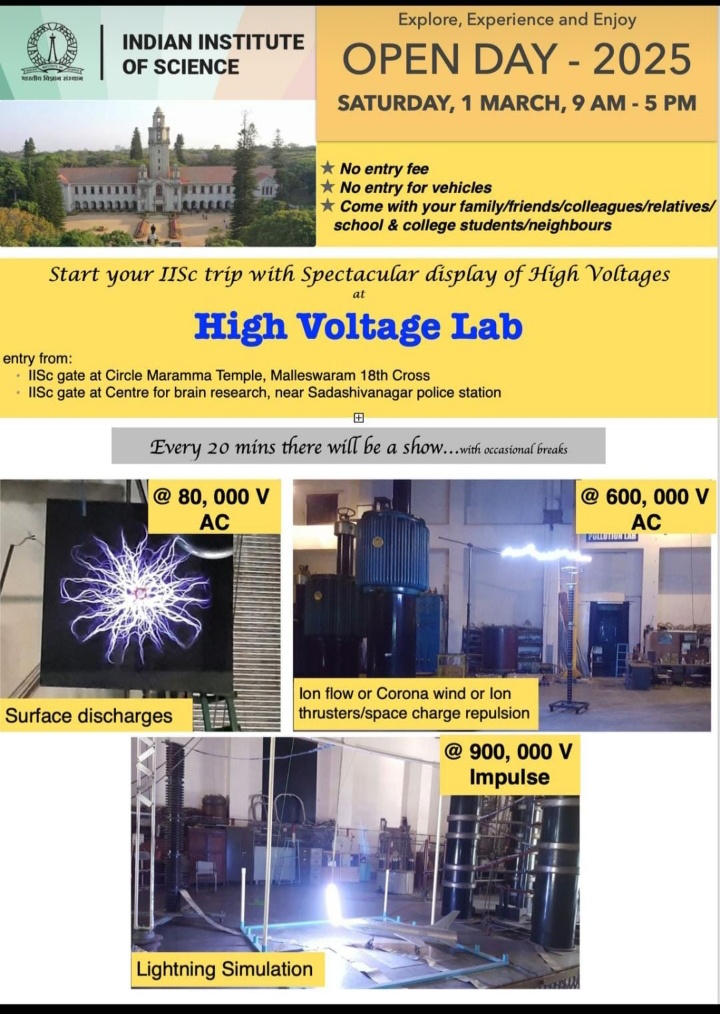 भारतीय विज्ञान संस्थान
INDIAN INSTITUTE
OF SCIENCE
Explore, Experience and Enjoy
OPEN DAY - 2025
SATURDAY, 1 MARCH, 9 AM - 5 PM
★ No entry fee
★ No entry for vehicles
★ Come with your family/friends/colleagues/relatives/
school & college students/neighbours
Start your IISc trip with Spectacular display of High Voltages
at
High Voltage Lab
entry from:
• IISc gate at Circle Maramma Temple, Malleswaram 18th Cross
• IISc gate at Centre for brain research, near Sadashivanagar police station
Every 20 mins there will be a show...with occasional breaks
@ 80, 000 V
AC
Surface discharges
@ 600, 000 V
AC
POLLUTION LAB
Ion flow or Corona wind or Ion
thrusters/space charge repulsion
@ 900, 000 V
Impulse
Lightning Simulation